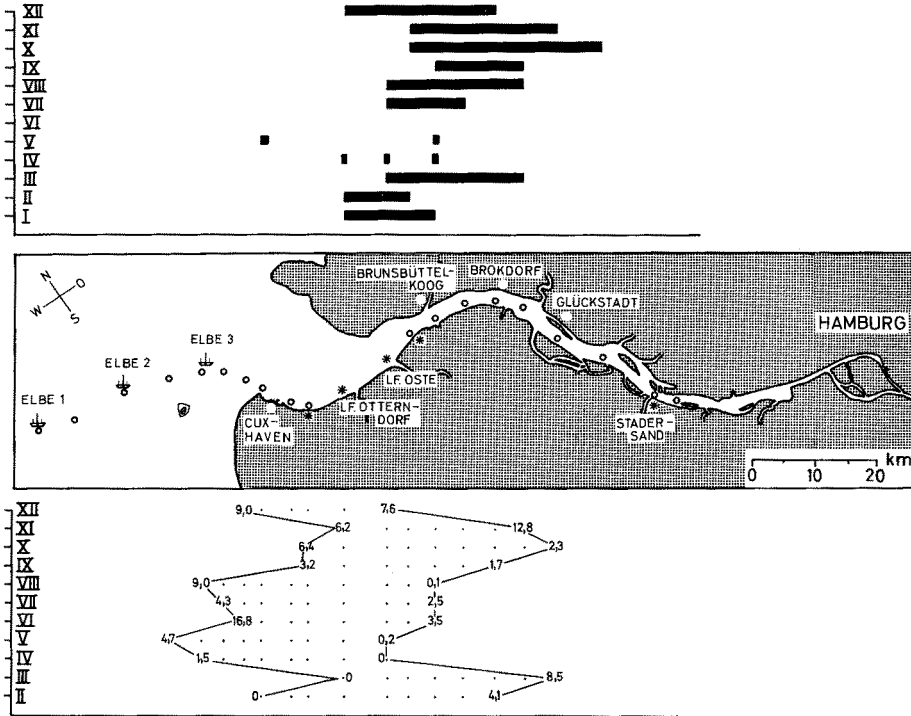 XII
XI
X
IX
VIII
VII
VI
V
IV
III
II
I
N
O
W
S
BRUNSBÜTTEL-
KOOG
BROKDORF
GLÜCKSTADT
HAMBURG
ELBE 3
ELBE 2
ELBE 1
LF. OSTE
LF. OTTERN-
DORF
CUX-
HAVEN
STADER-
SAND
km
0 10 20
XII 9,0 7,6
XI 6,2 12,8
X 6,4 2,3
IX 3,2 1,7
VIII 9,0 0,1
VII 4,3 2,5
VI 16,8 3,5
V 4,7 0,2
IV 1,5 0
III 0 8,5
II 0 4,1